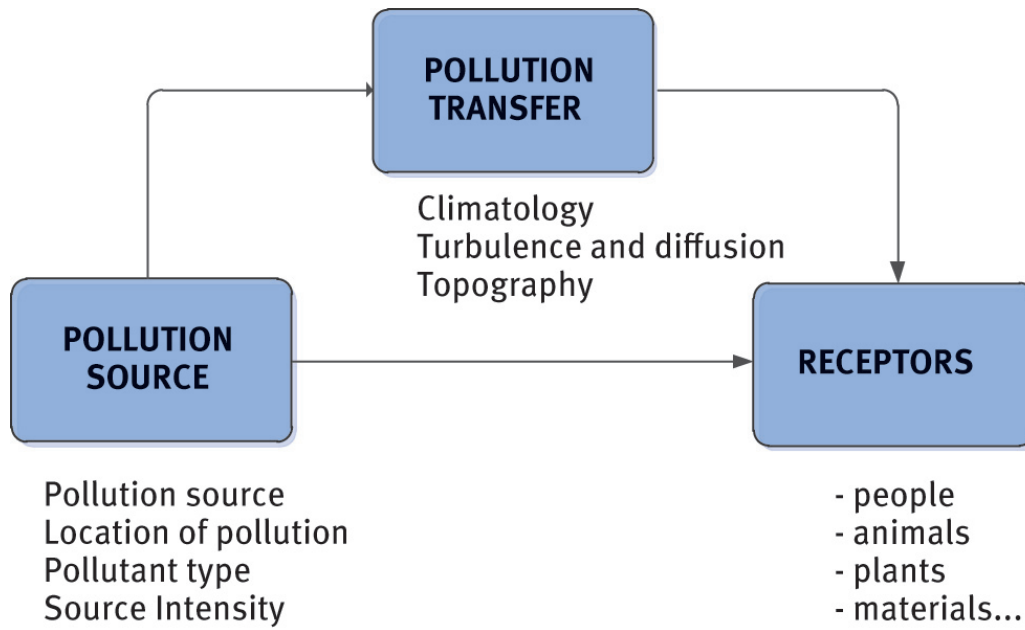 POLLUTION
TRANSFER
Climatology
Turbulence and diffusion
Topography
POLLUTION
SOURCE
RECEPTORS
Pollution source
Location of pollution
Pollutant type
Source Intensity
- people
- animals
- plants
- materials...